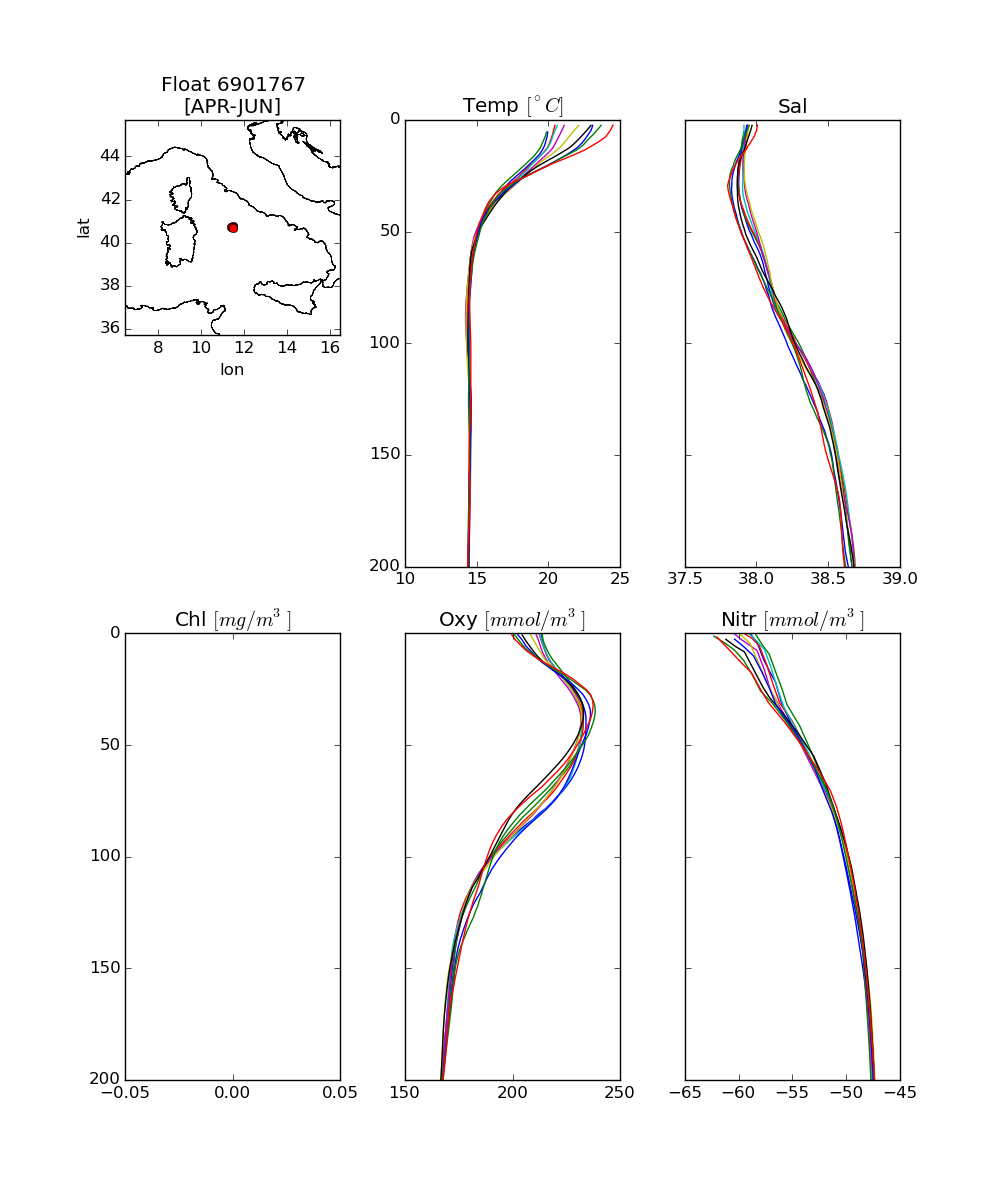 Float 6901767
[APR-JUN]
Temp [°C]
Sal
44
42
40
38
36
lat
8 10 12 14 16
lon
0
50
100
150
200
10 15 20 25
37.5 38.0 38.5 39.0
Chl [mg/m³]
Oxy [mmol/m³]
Nitr [mmol/m³]
0
50
100
150
200
−0.05 0.00 0.05
150 200 250
−65 −60 −55 −50 −45